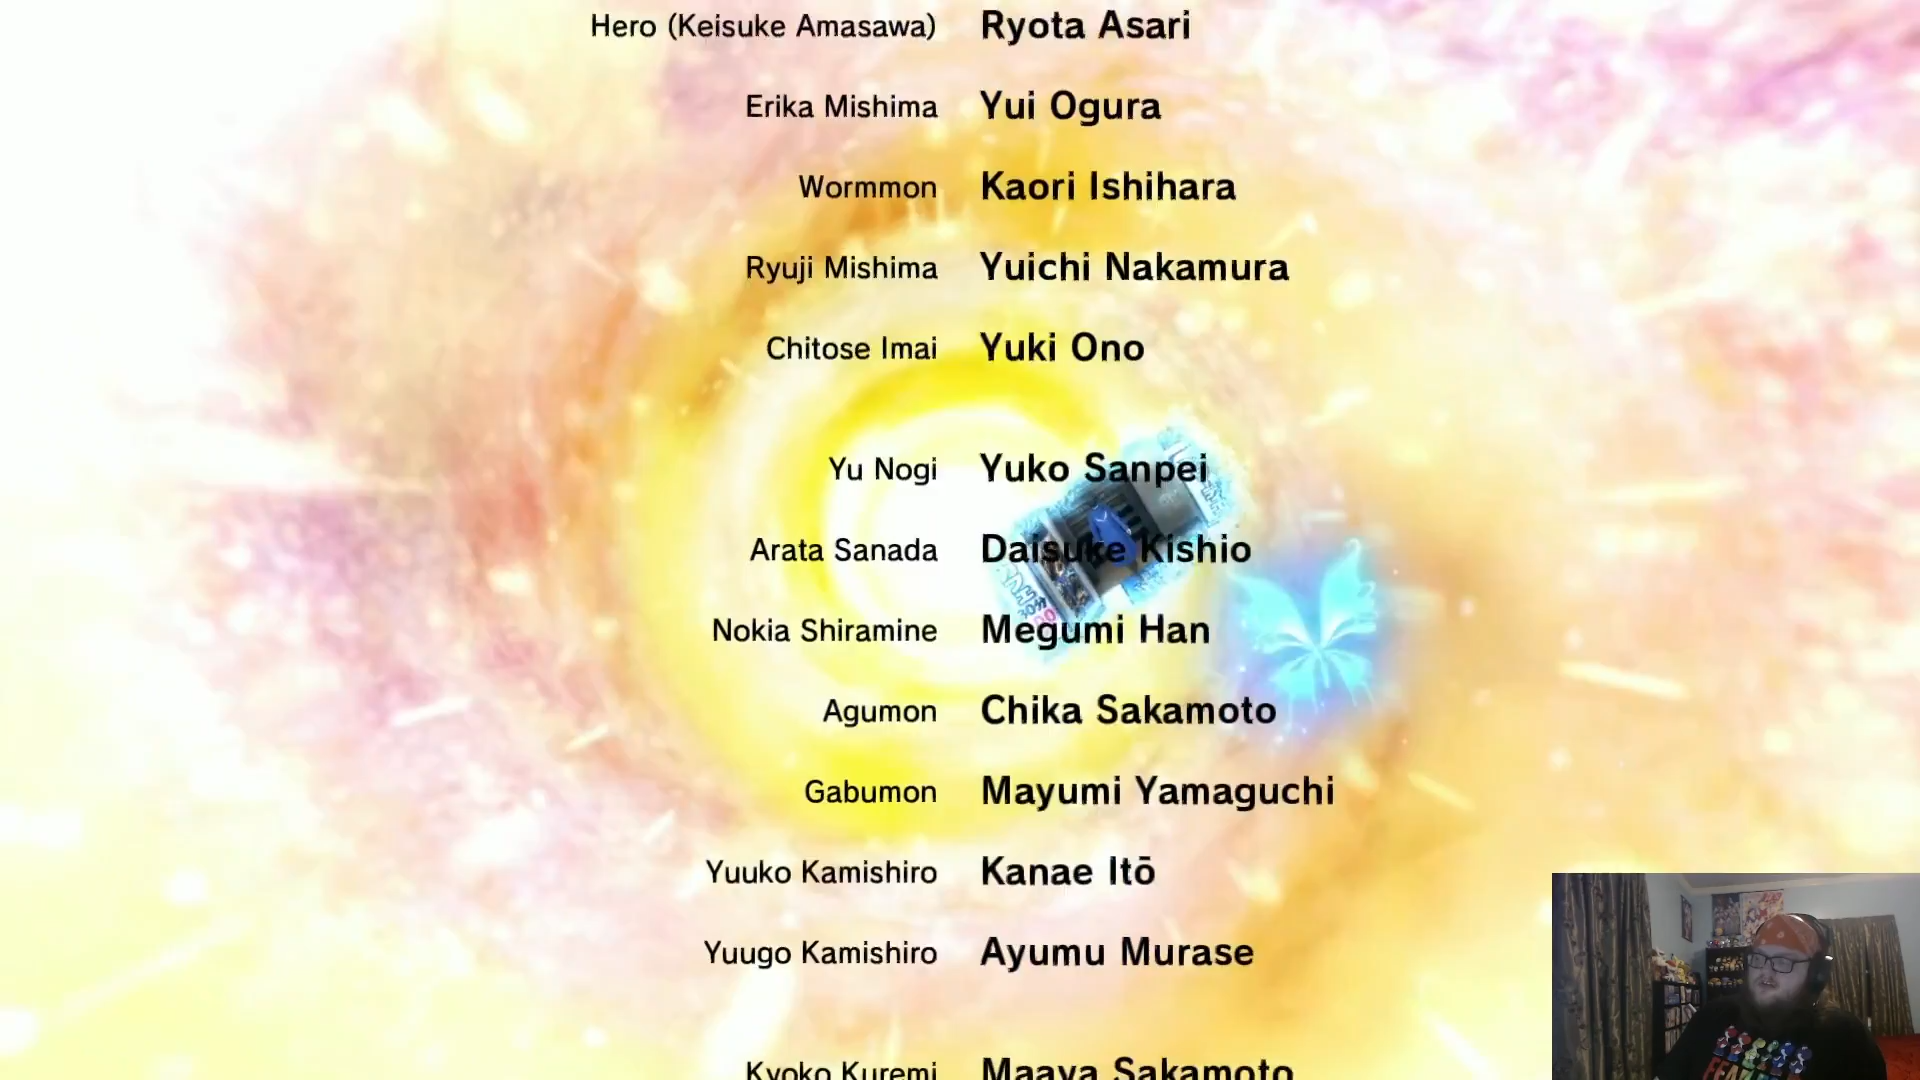 Hero (Keisuke Amasawa) Ryota Asari
Erika Mishima Yui Ogura
Wormmon Kaori Ishihara
Ryuji Mishima Yuichi Nakamura
Chitose Imai Yuki Ono
Yu Nogi Yuko Sanpei
Arata Sanada Daisuke Kishio
Nokia Shiramine Megumi Han
Agumon Chika Sakamoto
Gabumon Mayumi Yamaguchi
Yuuko Kamishiro Kanae Itō
Yuugo Kamishiro Ayumu Murase
Kyoko Kuremi Maaya Sakamoto